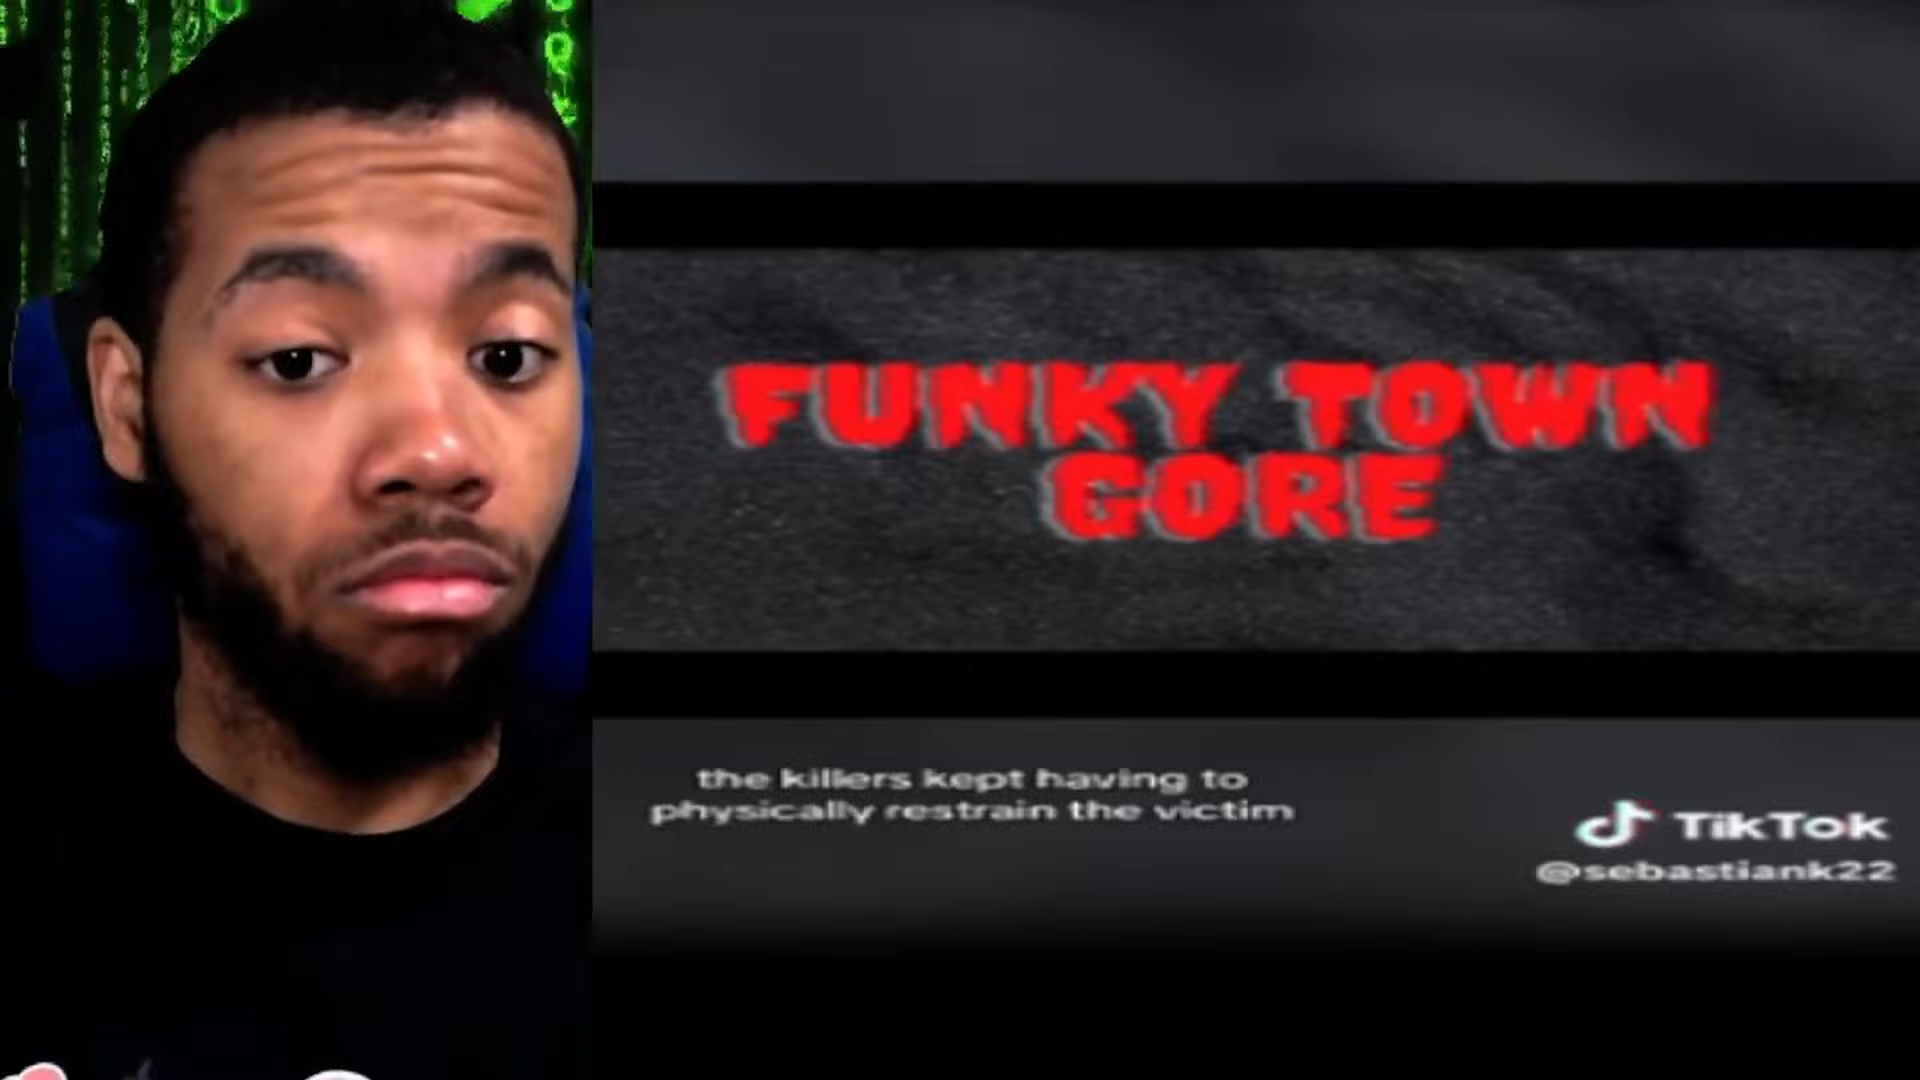 FUNKY TOWN
GORE
the killers kept having to
physically restrain the victim
TikTok
@sebastiank22